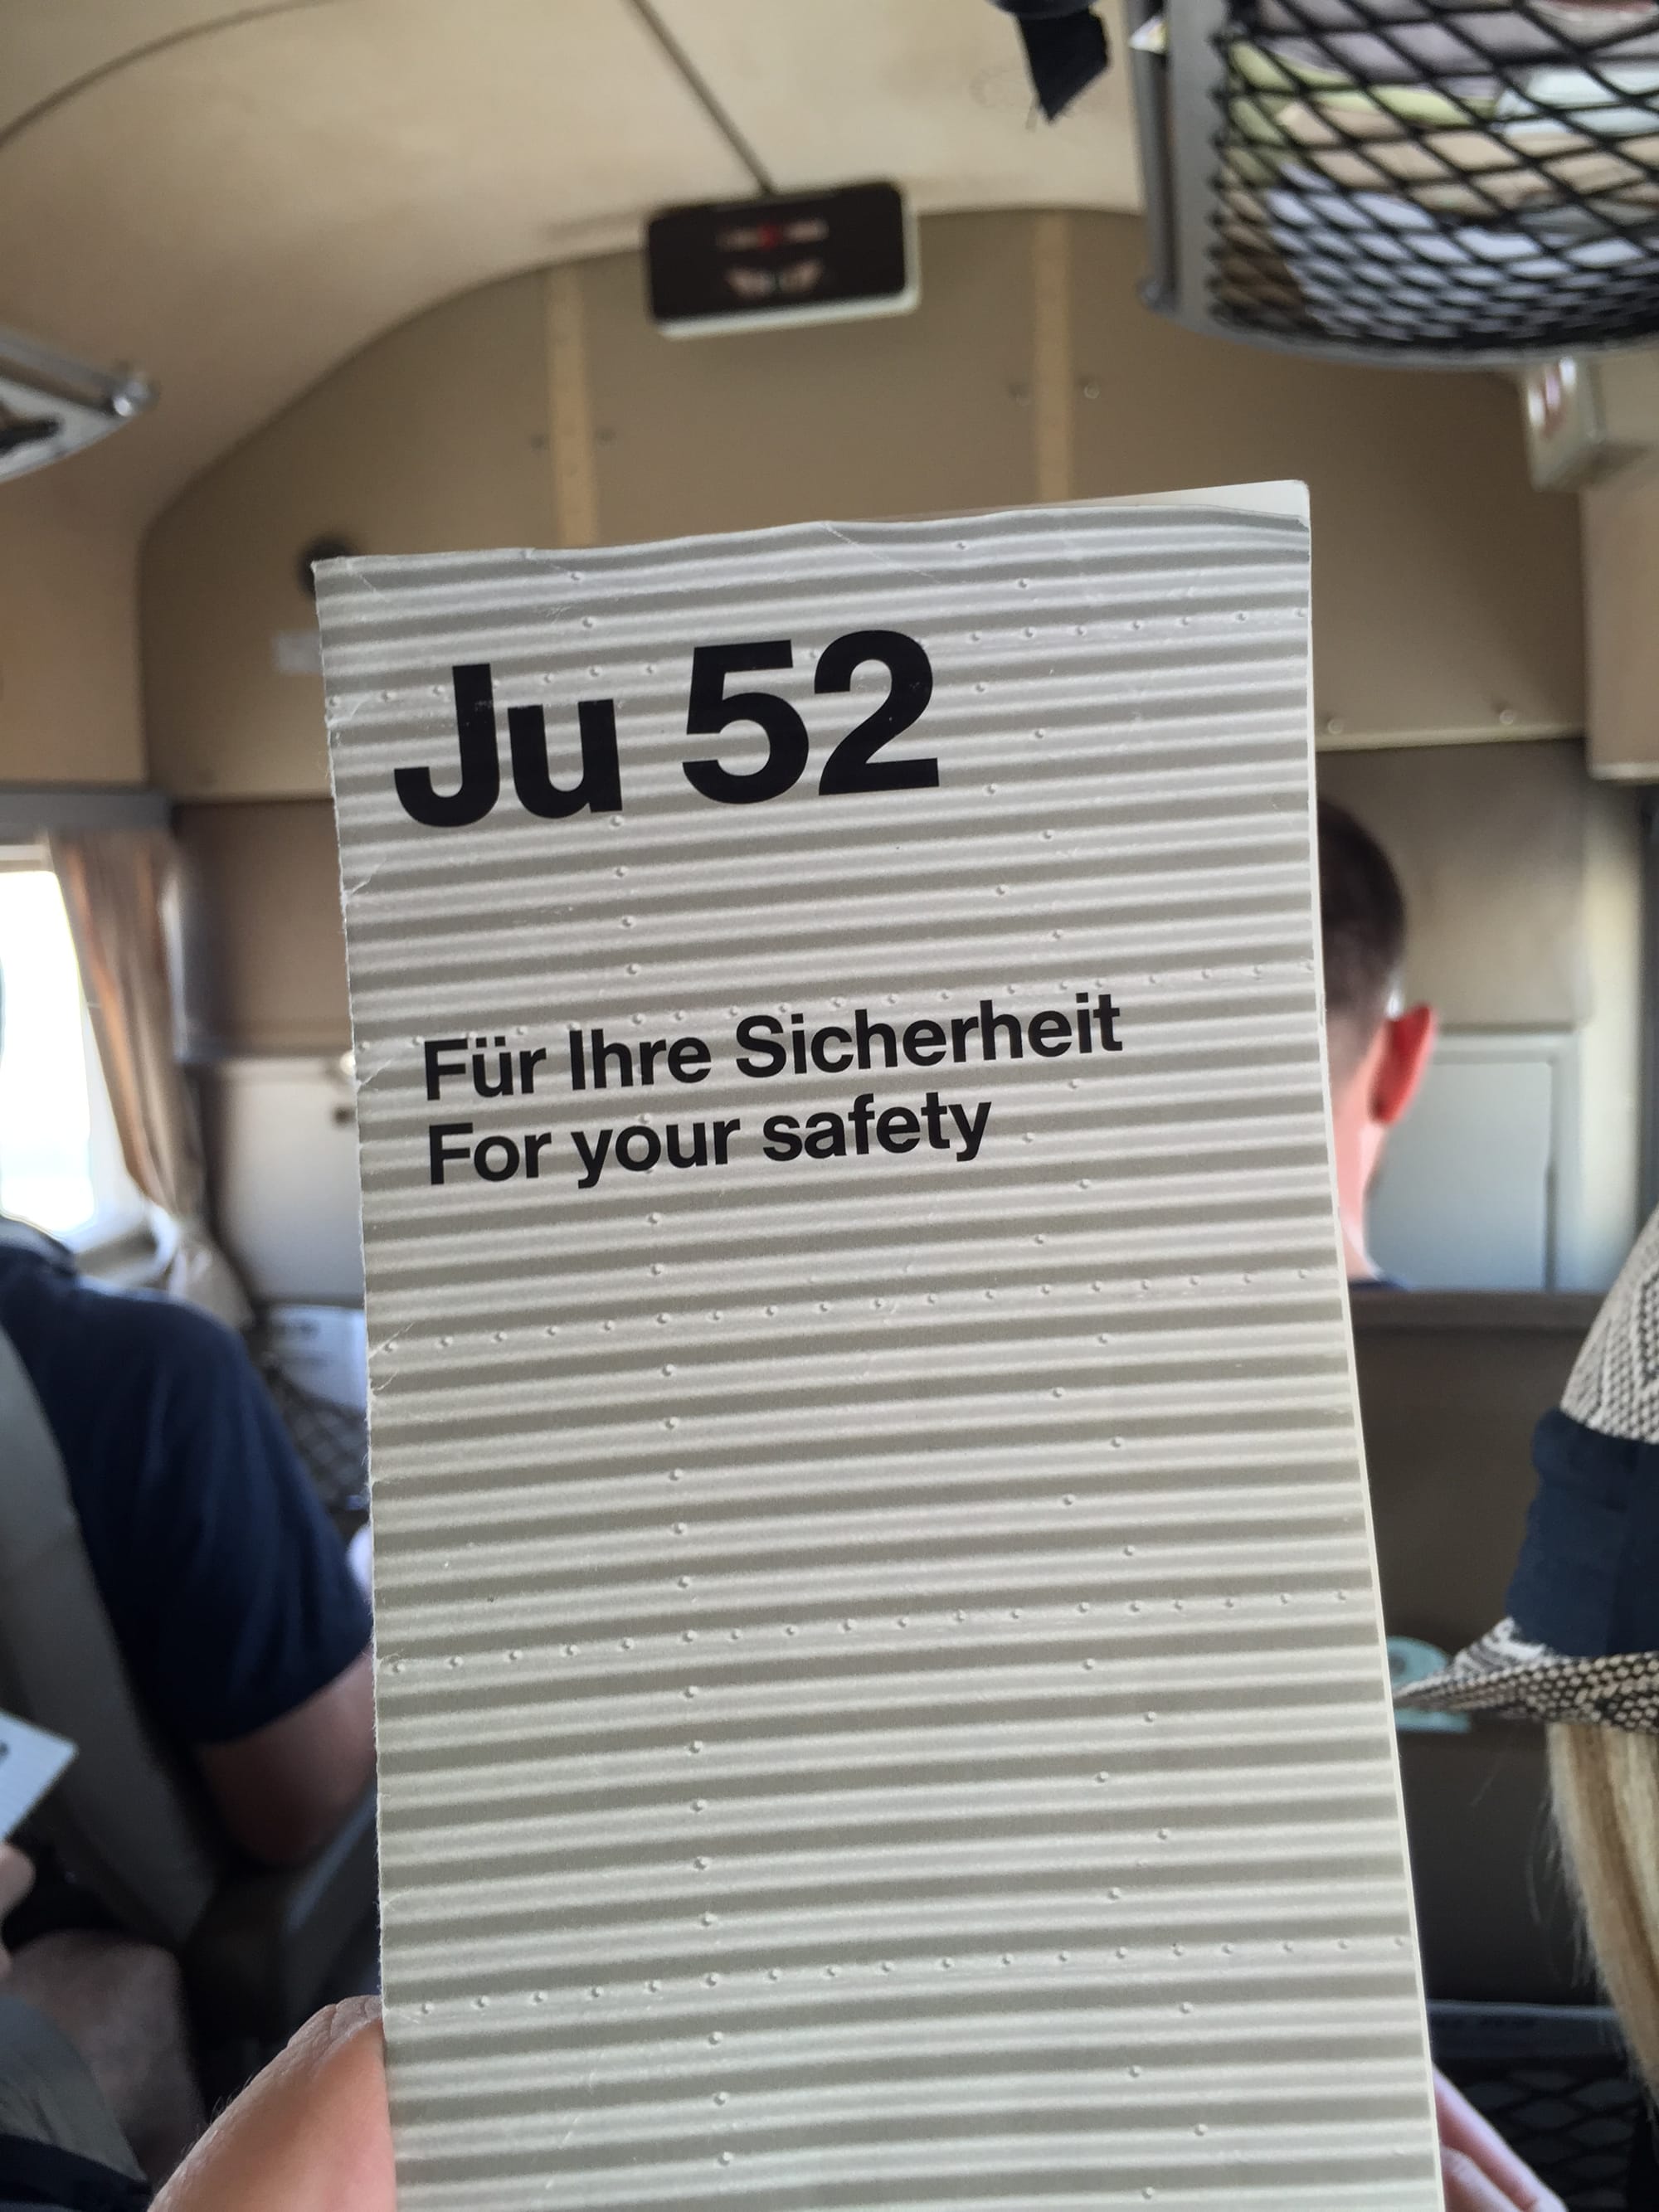 Ju 52
Für Ihre Sicherheit
For your safety